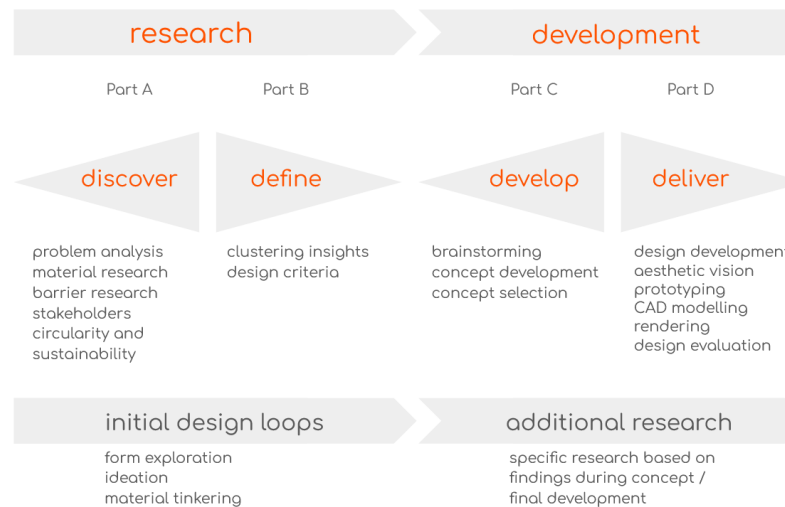 research
development
Part A
Part B
Part C
Part D
discover
define
develop
deliver
problem analysis
material research
barrier research
stakeholders
circularity and
sustainability
clustering insights
design criteria
brainstorming
concept development
concept selection
design development
aesthetic vision
prototyping
CAD modelling
rendering
design evaluation
initial design loops
additional research
form exploration
ideation
material tinkering
specific research based on
findings during concept /
final development